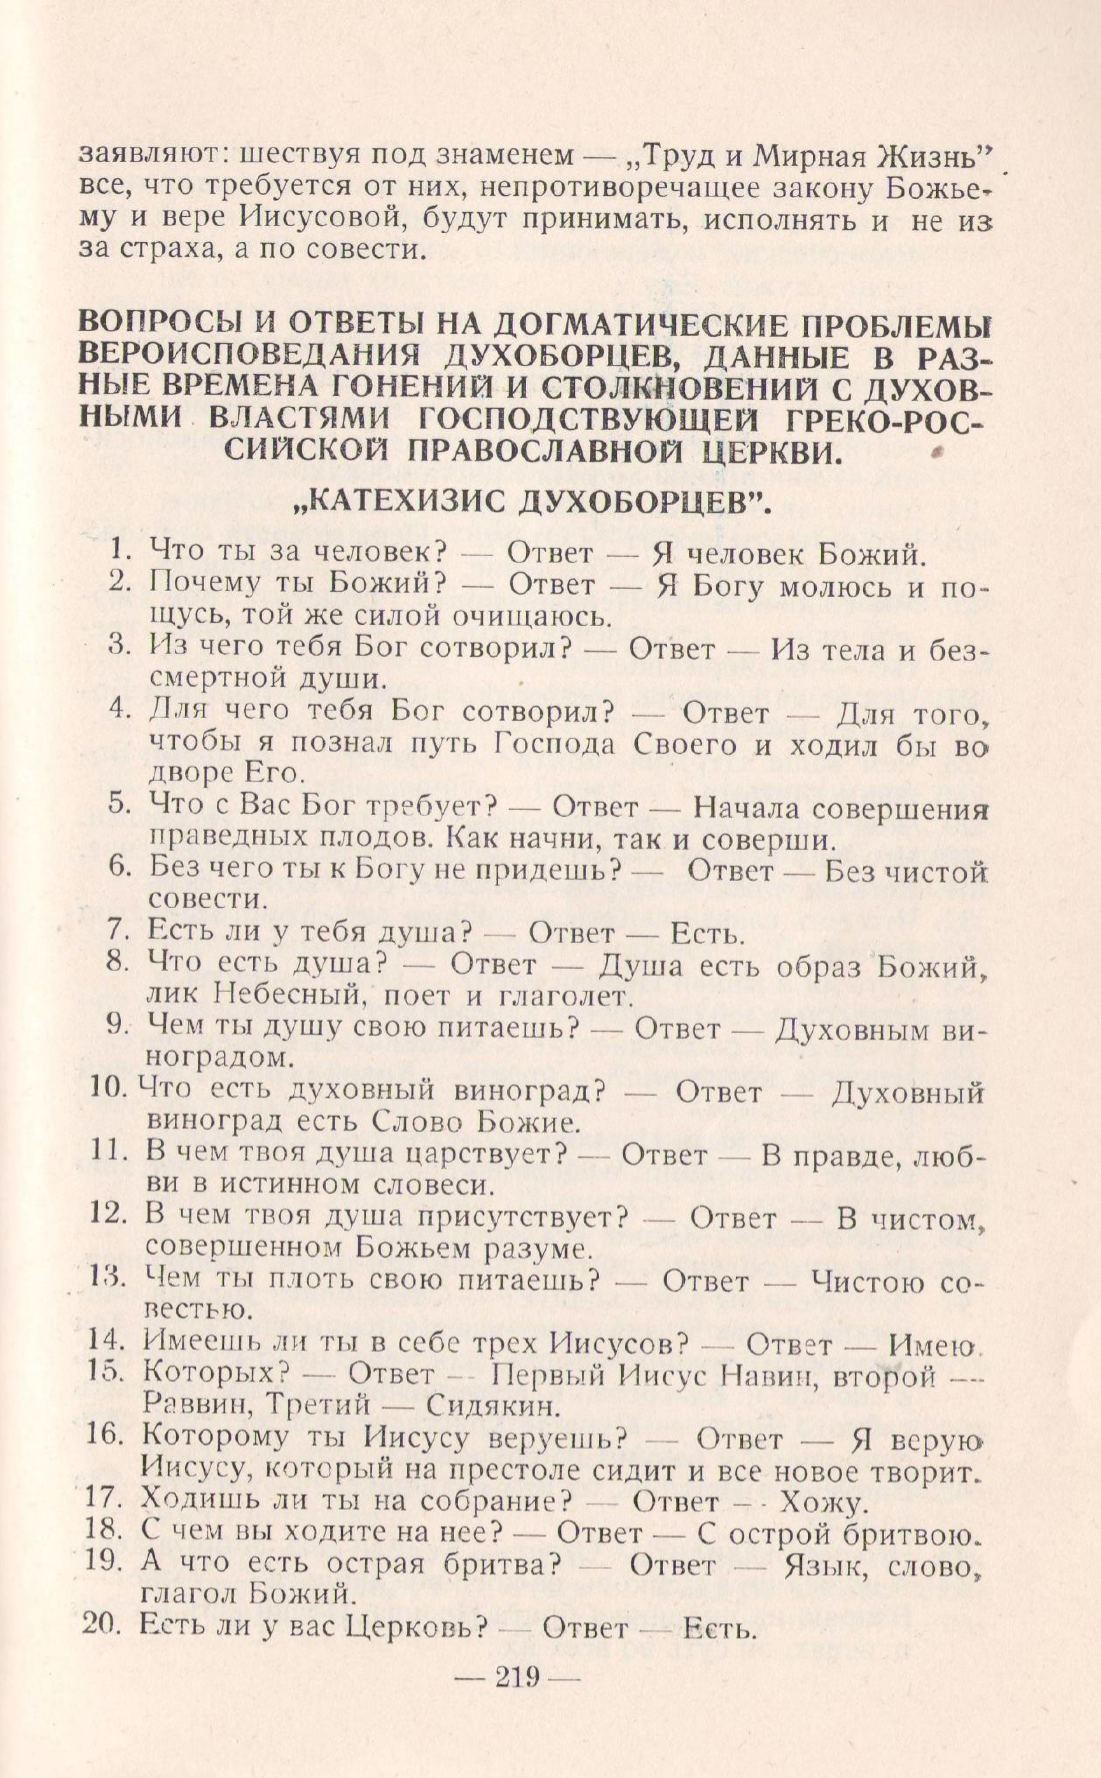 заявляют: шествуя под знаменем — „Труд и Мирная Жизнь”
все, что требуется от них, непротиворечащее закону Божье-
му и вере Иисусовой, будут принимать, исполнять и не из
за страха, а по совести.
ВОПРОСЫ И ОТВЕТЫ НА ДОГМАТИЧЕСКИЕ ПРОБЛЕМЫ
ВЕРОИСПОВЕДАНИЯ ДУХОБОРЦЕВ, ДАННЫЕ В РАЗ-
НЫЕ ВРЕМЕНА ГОНЕНИЙ И СТОЛКНОВЕНИЙ С ДУХОВ-
НЫМИ ВЛАСТЯМИ ГОСПОДСТВУЮЩЕЙ ГРЕКО-РОС-
СИЙСКОЙ ПРАВОСЛАВНОЙ ЦЕРКВИ.
„КАТЕХИЗИС ДУХОБОРЦЕВ”.
1. Что ты за человек? — Ответ — Я человек Божий.
2. Почему ты Божий? — Ответ — Я Богу молюсь и по-
щусь, той же силой очищаюсь.
3. Из чего тебя Бог сотворил? — Ответ — Из тела и без-
смертной души.
4. Для чего тебя Бог сотворил? — Ответ — Для того,
чтобы я познал путь Господа Своего и ходил бы во
дворе Его.
5. Что с Вас Бог требует? — Ответ — Начала совершения
праведных плодов. Как начни, так и соверши.
6. Без чего ты к Богу не придешь? — Ответ — Без чистой
совести.
7. Есть ли у тебя душа? — Ответ — Есть.
8. Что есть душа? — Ответ — Душа есть образ Божий,
лик Небесный, поет и глаголет.
9. Чем ты душу свою питаешь? — Ответ — Духовным ви-
ноградом.
10. Что есть духовный виноград? — Ответ — Духовный
виноград есть Слово Божие.
11. В чем твоя душа царствует? — Ответ — В правде, люб-
ви в истинном словеси.
12. В чем твоя душа присутствует? — Ответ — В чистом,
совершенном Божьем разуме.
13. Чем ты плоть свою питаешь? — Ответ — Чистою со-
вестью.
14. Имеешь ли ты в себе трех Иисусов? — Ответ — Имею.
15. Которых? — Ответ — Первый Иисус Навин, второй —
Раввин, Третий — Сидякин.
16. Которому ты Иисусу веруешь? — Ответ — Я верую
Иисусу, который на престоле сидит и все новое творит.
17. Ходишь ли ты на собрание? — Ответ — Хожу.
18. С чем вы ходите на нее? — Ответ — С острой бритвою.
19. А что есть острая бритва? — Ответ — Язык, слово,
глагол Божий.
20. Есть ли у вас Церковь? — Ответ — Есть.
— 219 —